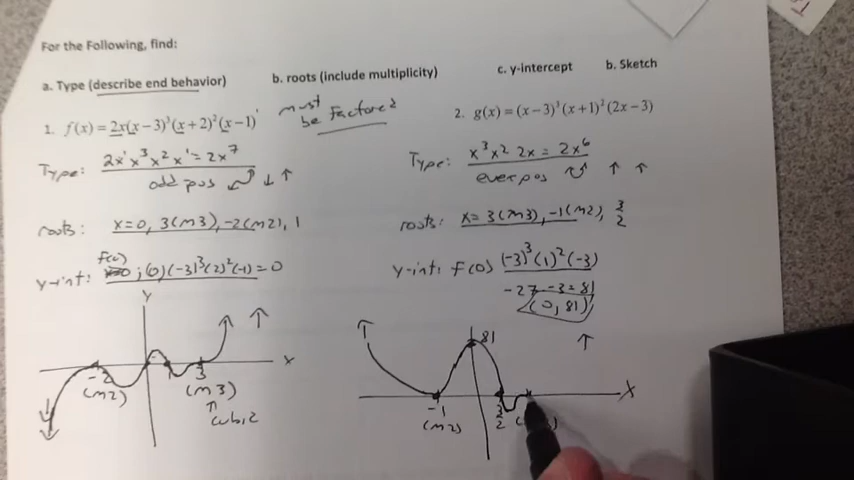 For the Following, find:
a. Type (describe end behavior) b. roots (include multiplicity) c. y-intercept b. Sketch
must be Factored
1. f(x) = 2x(x−3)³(x+2)²(x−1)¹ 2. g(x) = (x−3)³(x+1)²(2x−3)
Type: 2x¹x³x²x¹ = 2x⁷ Type: x³x² 2x = 2x⁶
odd pos ↓ ↑ even pos ↑ ↑
roots: x=0, 3(m3), -2(m2), 1 roots: x= 3(m3), -1(m2), 3/2
f(0)
y-int: (0)(-3)³(2)²(-1) = 0 y-int: F(0) (-3)³(1)²(-3)
-27 · -3 = 81
(0, 81)
Y
81
x
-2 1 3
(m2) (m3)
cubic
X
-1 3/2
(m2)